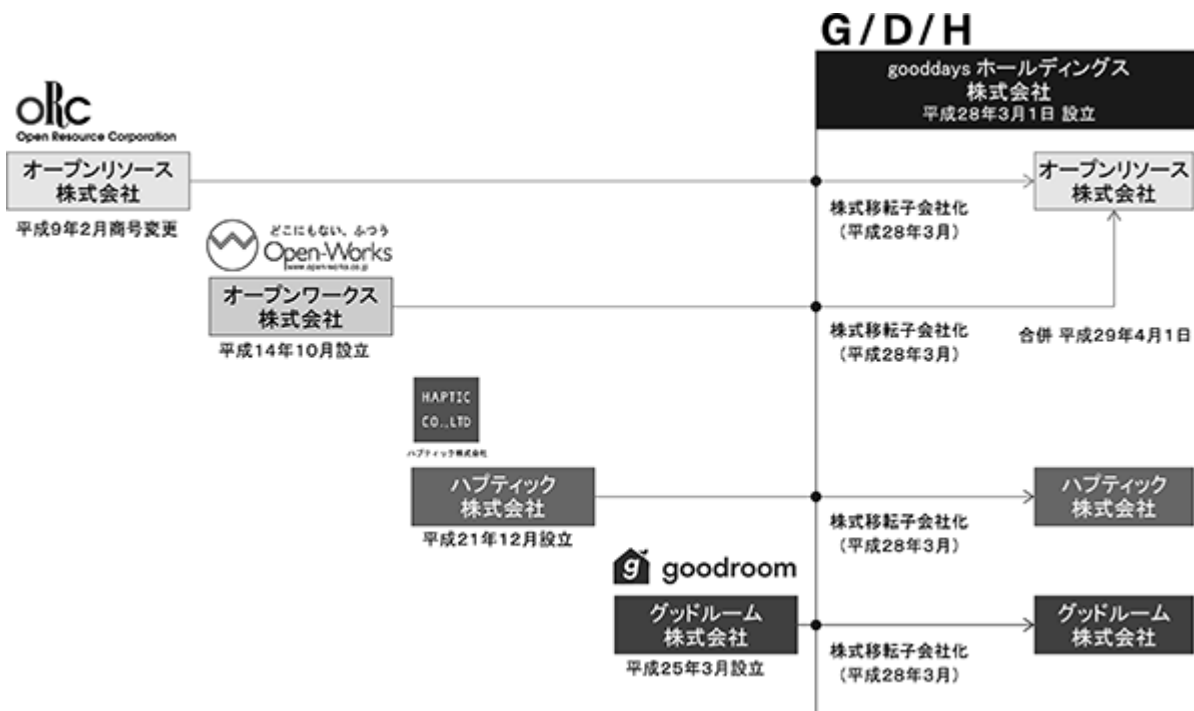 G/D/H
gooddays ホールディングス
株式会社
平成28年3月1日 設立
ORC
Open Resource Corporation
オープンリソース
株式会社
平成9年2月商号変更
株式移転子会社化
(平成28年3月)
オープンリソース
株式会社
どこにもない、ふつう
Open-Works
www.open-works.co.jp
オープンワークス
株式会社
平成14年10月設立
株式移転子会社化
(平成28年3月)
合併 平成29年4月1日
HAPTIC
CO.,LTD
ハプティック株式会社
ハプティック
株式会社
平成21年12月設立
株式移転子会社化
(平成28年3月)
ハプティック
株式会社
g goodroom
グッドルーム
株式会社
平成25年3月設立
株式移転子会社化
(平成28年3月)
グッドルーム
株式会社